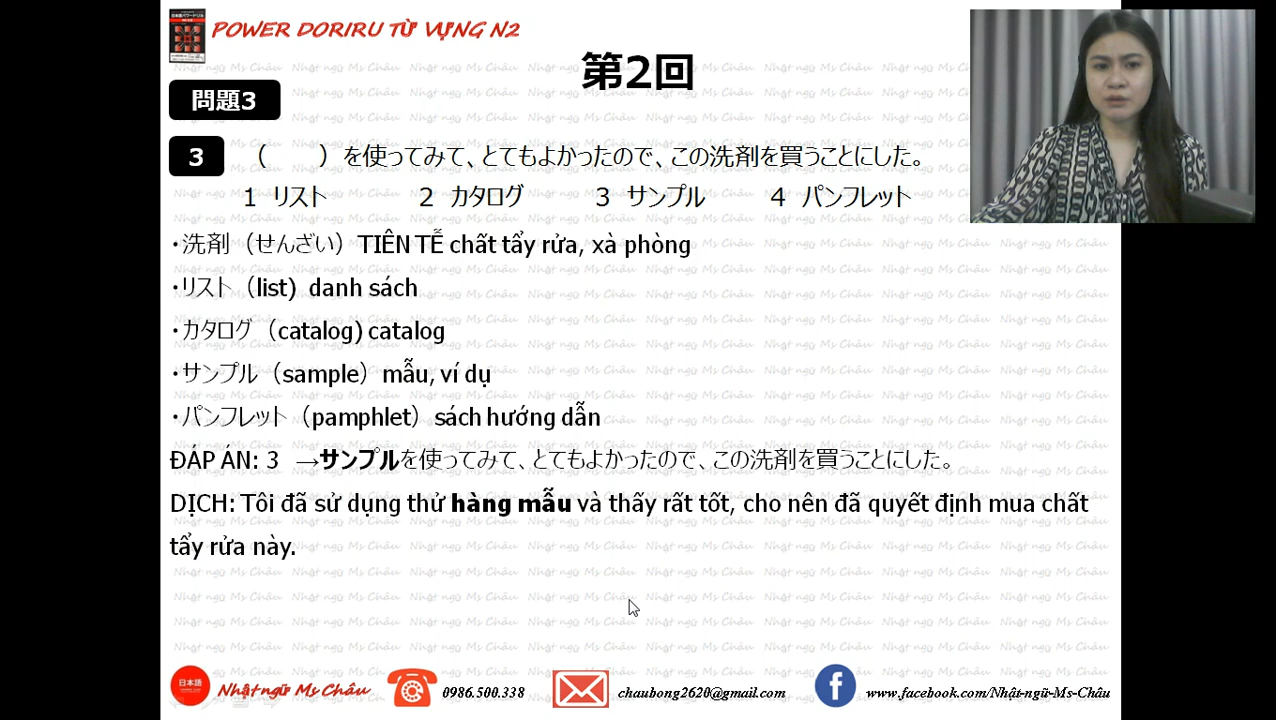 POWER DORIRU TỪ VỰNG N2
第2回
問題3
3 （　　）を使ってみて、とてもよかったので、この洗剤を買うことにした。
1 リスト 2 カタログ 3 サンプル 4 パンフレット
・洗剤（せんざい）TIÊN TỄ chất tẩy rửa, xà phòng
・リスト（list) danh sách
・カタログ（catalog) catalog
・サンプル（sample）mẫu, ví dụ
・パンフレット（pamphlet）sách hướng dẫn
ĐÁP ÁN: 3 →サンプルを使ってみて、とてもよかったので、この洗剤を買うことにした。
DỊCH: Tôi đã sử dụng thử hàng mẫu và thấy rất tốt, cho nên đã quyết định mua chất
tẩy rửa này.
日本語 Nhật ngữ Ms Châu 0986.500.338 chaubong2620@gmail.com www.facebook.com/Nhật-ngữ-Ms-Châu